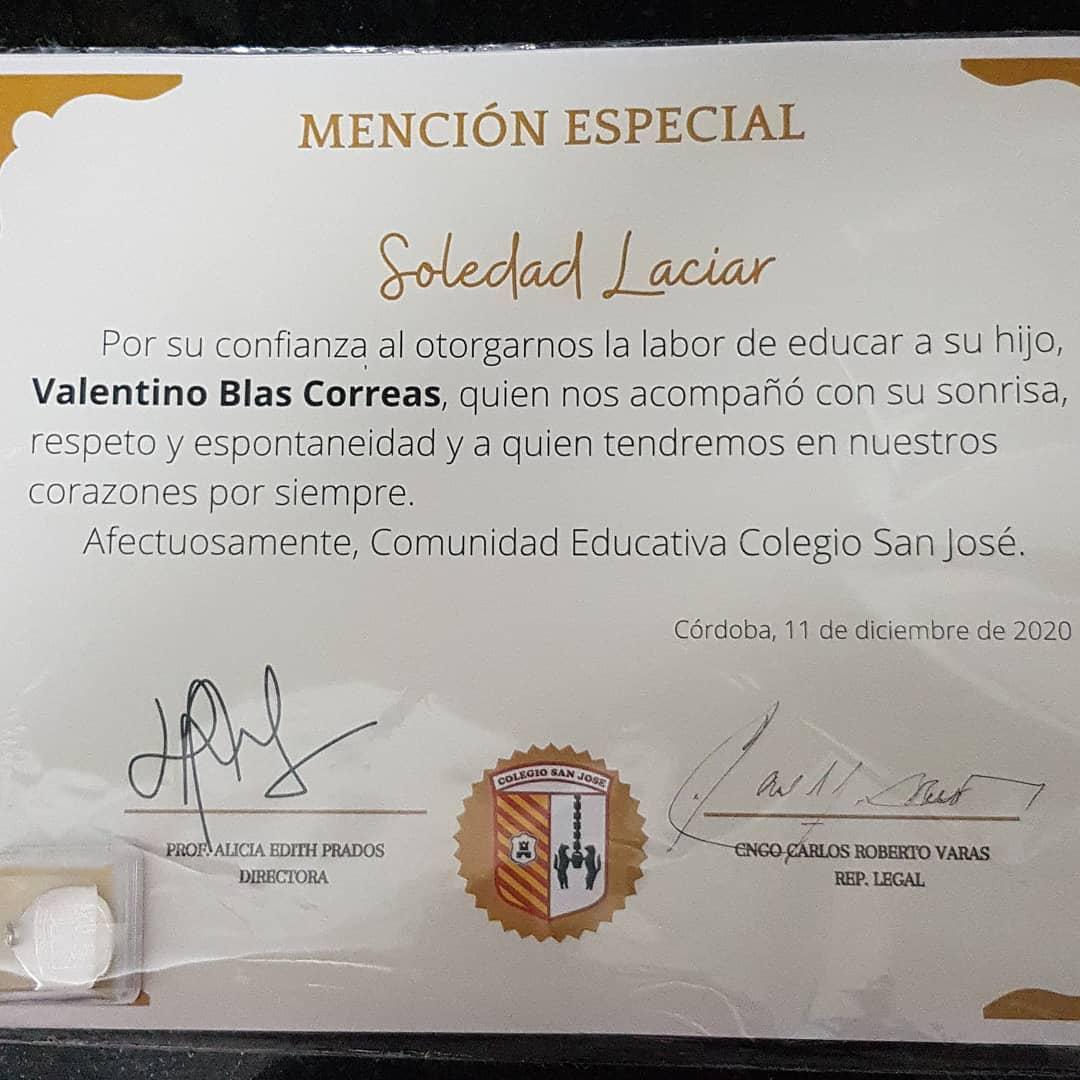 MENCIÓN ESPECIAL
Soledad Laciar
Por su confianza al otorgarnos la labor de educar a su hijo,
Valentino Blas Correas, quien nos acompañó con su sonrisa,
respeto y espontaneidad y a quien tendremos en nuestros
corazones por siempre.
Afectuosamente, Comunidad Educativa Colegio San José.
Córdoba, 11 de diciembre de 2020
PROF. ALICIA EDITH PRADOS
DIRECTORA
COLEGIO SAN JOSE
CNGO CARLOS ROBERTO VARAS
REP. LEGAL